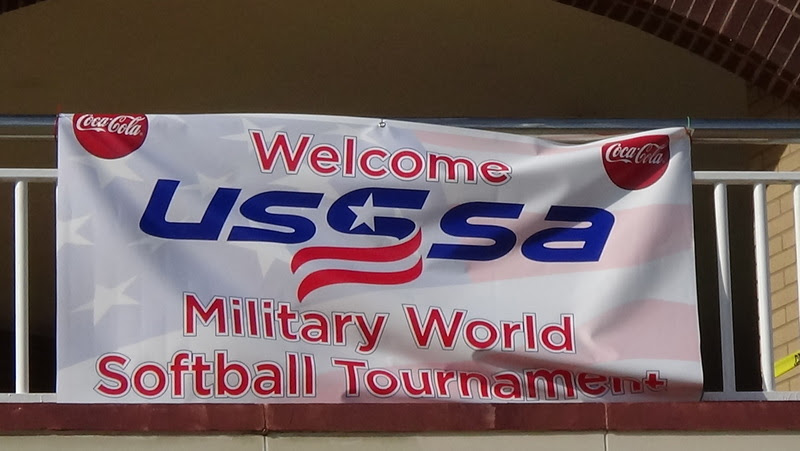 Coca-Cola
Coca-Cola
Welcome
USSSA
Military World
Softball Tournament